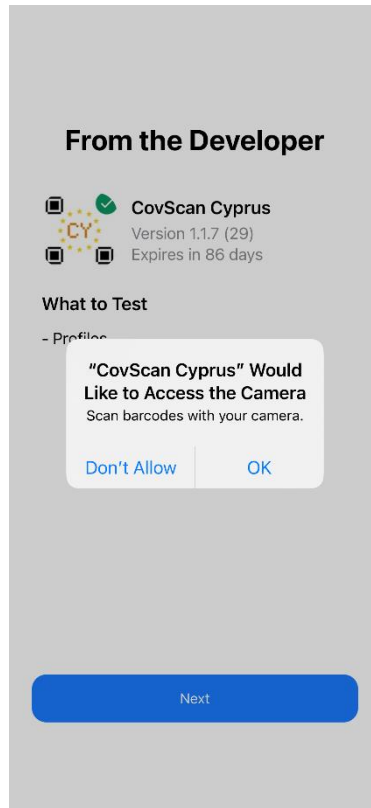 From the Developer
CY
CovScan Cyprus
Version 1.1.7 (29)
Expires in 86 days
What to Test
- Profiles
“CovScan Cyprus” Would
Like to Access the Camera
Scan barcodes with your camera.
Don’t Allow
OK
Next